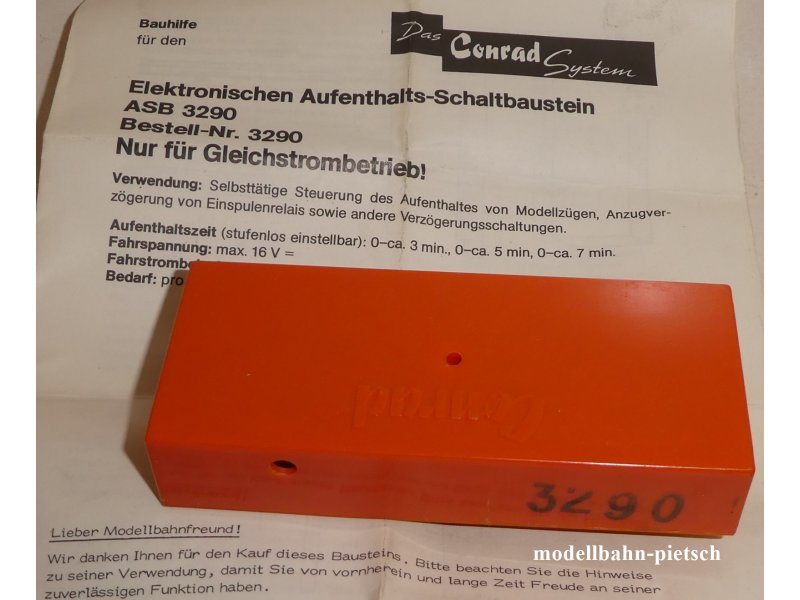 Bauhilfe
für den
Das Conrad System
Elektronischen Aufenthalts-Schaltbaustein
ASB 3290
Bestell-Nr. 3290
Nur für Gleichstrombetrieb!
Verwendung: Selbsttätige Steuerung des Aufenthaltes von Modellzügen, Anzugver-
zögerung von Einspulenrelais sowie andere Verzögerungsschaltungen.
Aufenthaltszeit (stufenlos einstellbar): 0–ca. 3 min., 0–ca. 5 min, 0–ca. 7 min.
Fahrspannung: max. 16 V =
Bedarf: pro
Conrad
3290
modellbahn-pietsch
Lieber Modellbahnfreund!
Wir danken Ihnen für den Kauf dieses Bausteins. Bitte beachten Sie die Hinweise
zu seiner Verwendung, damit Sie von vornherein und lange Zeit Freude an seiner
zuverlässigen Funktion haben.